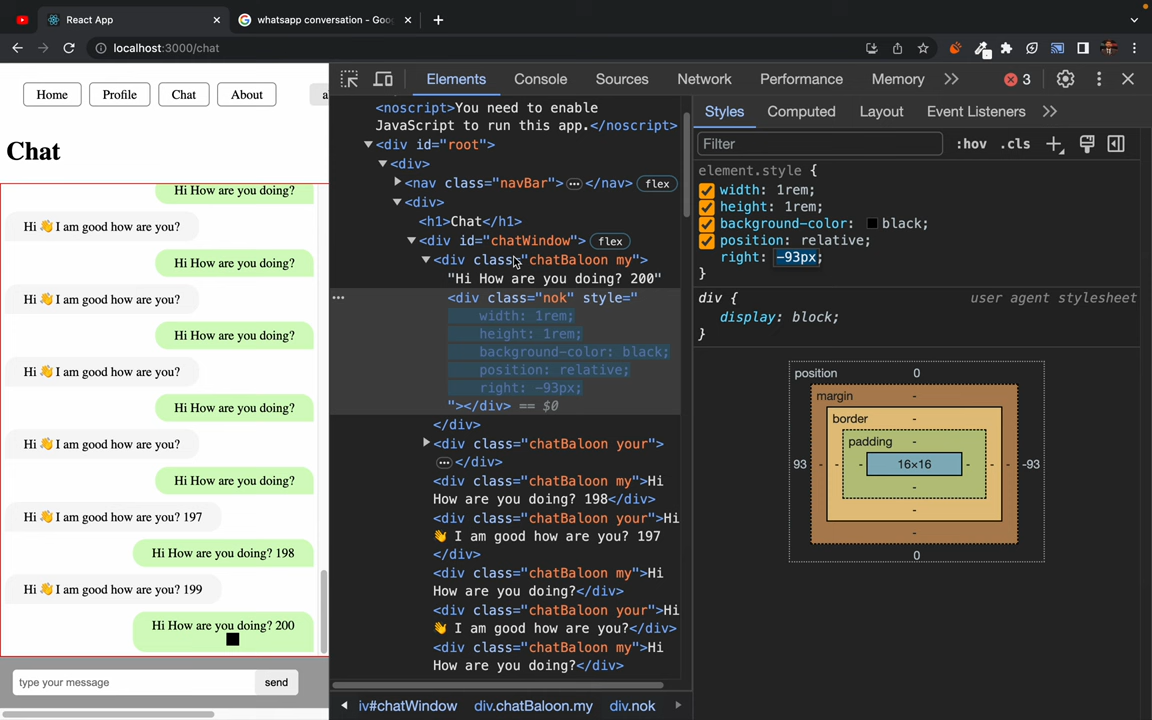 React App
whatsapp conversation - Goo
localhost:3000/chat
Home
Profile
Chat
About
a
Chat
Hi How are you doing?
Hi 👋 I am good how are you?
Hi How are you doing?
Hi 👋 I am good how are you?
Hi How are you doing?
Hi 👋 I am good how are you?
Hi How are you doing?
Hi 👋 I am good how are you?
Hi How are you doing?
Hi 👋 I am good how are you? 197
Hi How are you doing? 198
Hi 👋 I am good how are you? 199
Hi How are you doing? 200
type your message
send
Elements
Console
Sources
Network
Performance
Memory
3
<noscript>You need to enable
JavaScript to run this app.</noscript>
<div id="root">
<div>
<nav class="navBar"> … </nav> flex
<div>
<h1>Chat</h1>
<div id="chatWindow"> flex
<div class="chatBaloon my">
"Hi How are you doing? 200"
<div class="nok" style="
width: 1rem;
height: 1rem;
background-color: black;
position: relative;
right: -93px;
"></div> == $0
</div>
<div class="chatBaloon your">
… </div>
<div class="chatBaloon my">Hi
How are you doing? 198</div>
<div class="chatBaloon your">Hi
👋 I am good how are you? 197
</div>
<div class="chatBaloon my">Hi
How are you doing?</div>
<div class="chatBaloon your">Hi
👋 I am good how are you?</div>
<div class="chatBaloon my">Hi
How are you doing?</div>
iv#chatWindow
div.chatBaloon.my
div.nok
Styles
Computed
Layout
Event Listeners
Filter
:hov
.cls
element.style {
width: 1rem;
height: 1rem;
background-color: black;
position: relative;
right: -93px;
}
div {
user agent stylesheet
display: block;
}
position
0
margin
-
border
-
padding
-
93
-
-
-
16×16
-
-
-
-93
-
-
-
0